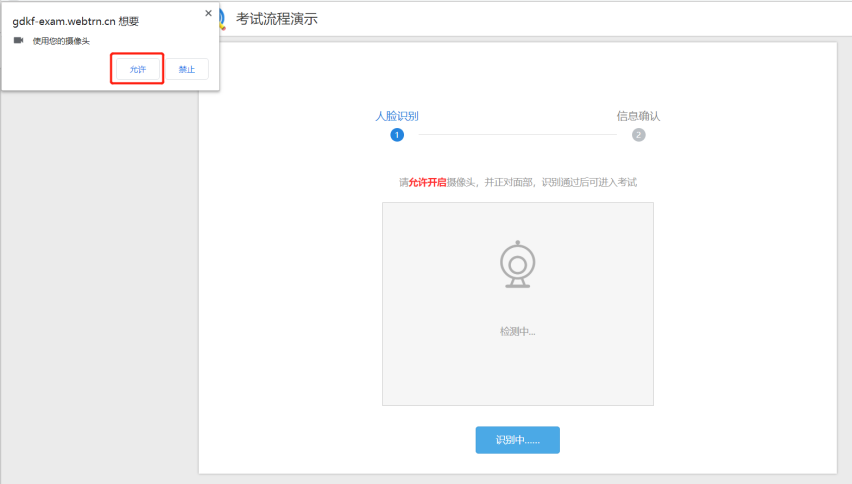 gdkf-exam.webtrn.cn 想要
×
使用您的摄像头
允许
禁止
考试流程演示
人脸识别
信息确认
1
2
请允许开启摄像头，并正对面部，识别通过后可进入考试
检测中...
识别中......